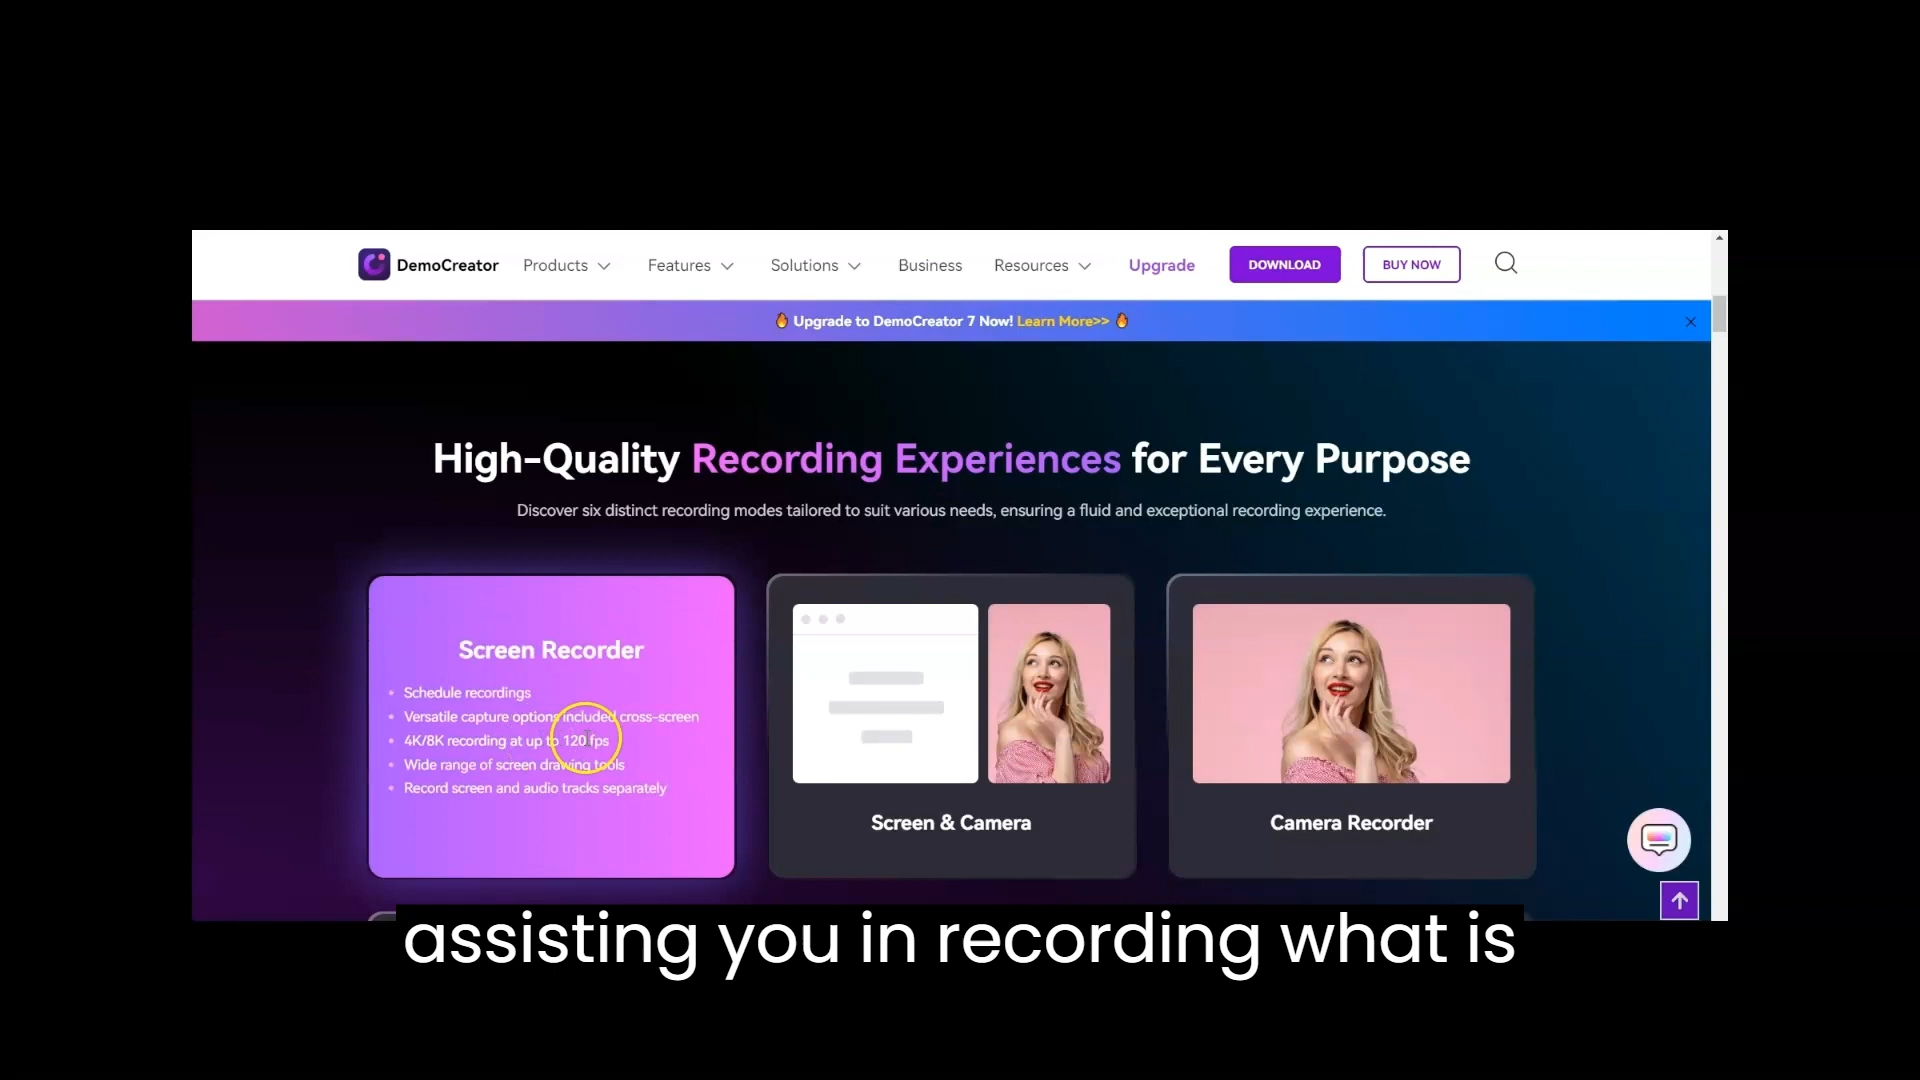 DemoCreator Products Features Solutions Business Resources Upgrade DOWNLOAD BUY NOW
Upgrade to DemoCreator 7 Now! Learn More>>
High-Quality Recording Experiences for Every Purpose
Discover six distinct recording modes tailored to suit various needs, ensuring a fluid and exceptional recording experience.
Screen Recorder
Schedule recordings
Versatile capture options included cross-screen
4K/8K recording at up to 120 fps
Wide range of screen drawing tools
Record screen and audio tracks separately
Screen & Camera
Camera Recorder
assisting you in recording what is